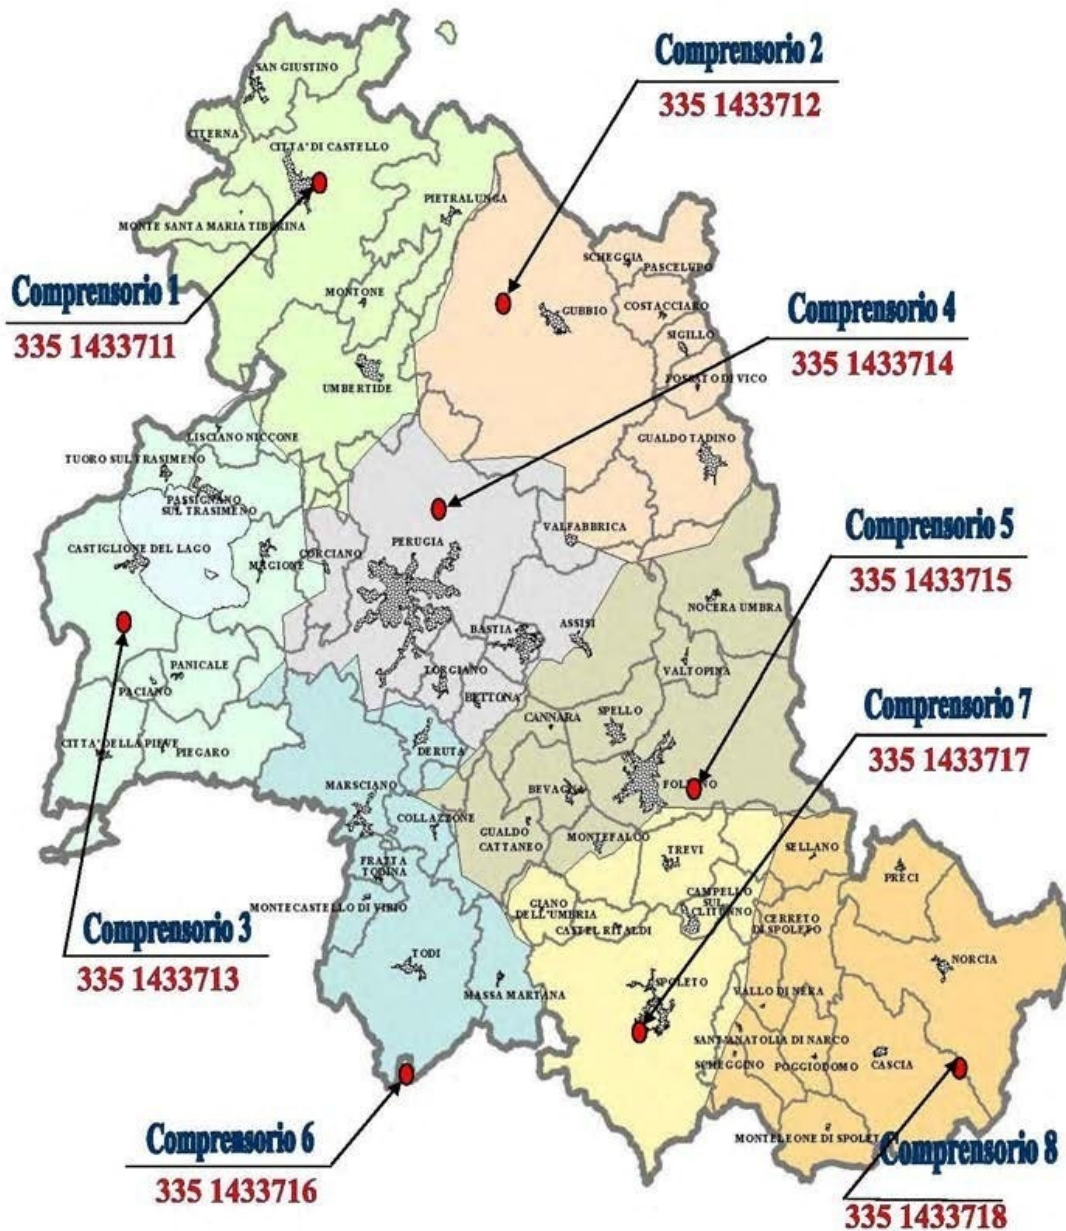 SAN GIUSTINO
Comprensorio 2
335 1433712
CITERNA
CITTA' DI CASTELLO
PIETRALUNGA
MONTE SANTA MARIA TIBERINA
SCHEGGIA
PASCELUPO
Comprensorio 1
335 1433711
MONTONE
COSTACCIARO
GUBBIO
SIGILLO
Comprensorio 4
335 1433714
UMBERTIDE
FOSSATO DI VICO
LISCIANO NICCONE
GUALDO TADINO
TUORO SUL TRASIMENO
PASSIGNANO
SUL TRASIMENO
VALFABBRICA
Comprensorio 5
335 1433715
CASTIGLIONE DEL LAGO
MAGIONE
CORCIANO
PERUGIA
NOCERA UMBRA
BASTIA
ASSISI
PANICALE
PACIANO
TORGIANO
BETTONA
VALTOPINA
Comprensorio 7
335 1433717
CANNARA
SPELLO
CITTA' DELLA PIEVE
PIEGARO
DERUTA
MARSCIANO
BEVAGNA
FOLIGNO
COLLAZZONE
GUALDO
CATTANEO
MONTEFALCO
TREVI
SELLANO
FRATTA
TODINA
PRECI
MONTECASTELLO DI VIBIO
GIANO
DELL'UMBRIA
CAMPELLO
SUL
CLITUNNO
CASTEL RITALDI
CERRETO
DI SPOLETO
Comprensorio 3
335 1433713
TODI
NORCIA
MASSA MARTANA
SPOLETO
VALLO DI NERA
SANT'ANATOLIA DI NARCO
SCHEGGINO
POGGIODOMO
CASCIA
Comprensorio 6
335 1433716
MONTELEONE DI SPOLET
Comprensorio 8
335 1433718